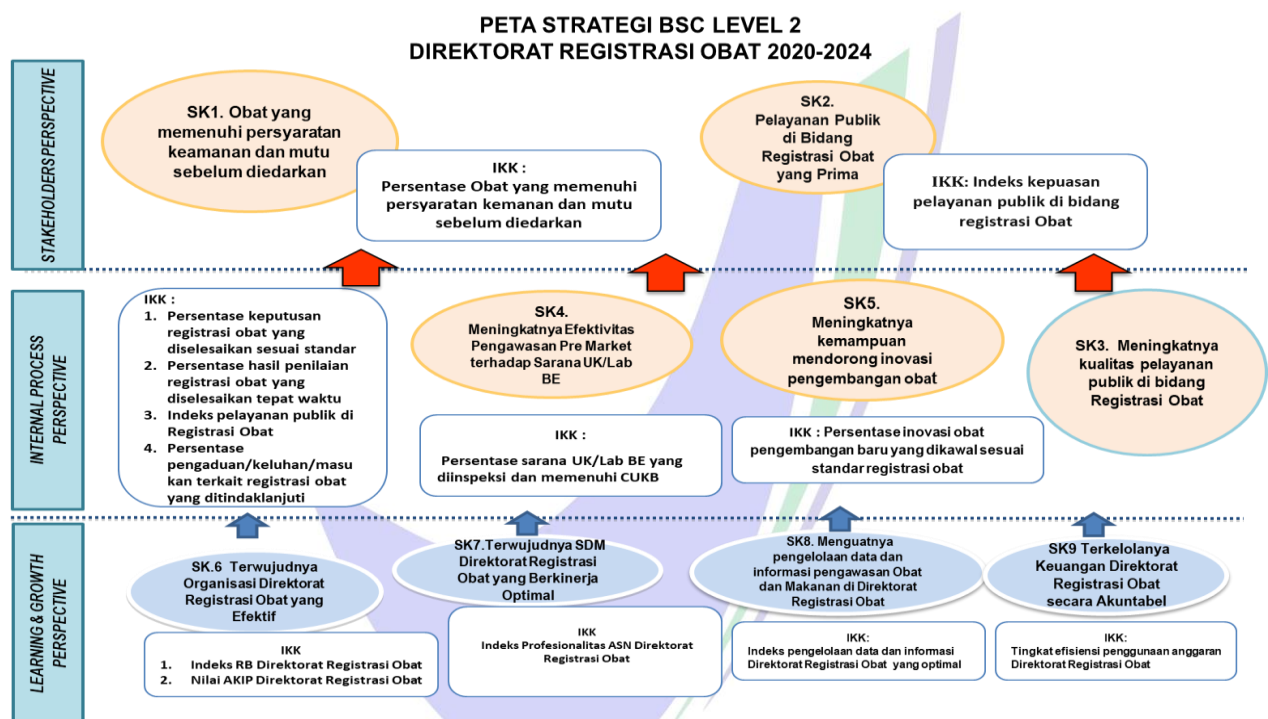 PETA STRATEGI BSC LEVEL 2
DIREKTORAT REGISTRASI OBAT 2020-2024
STAKEHOLDERS PERSPECTIVE
SK1. Obat yang
memenuhi persyaratan
keamanan dan mutu
sebelum diedarkan
IKK :
Persentase Obat yang memenuhi
persyaratan kemanan dan mutu
sebelum diedarkan
SK2.
Pelayanan Publik
di Bidang
Registrasi Obat
yang Prima
IKK: Indeks kepuasan
pelayanan publik di bidang
registrasi Obat
INTERNAL PROCESS
PERSPECTIVE
IKK :
1. Persentase keputusan
registrasi obat yang
diselesaikan sesuai standar
2. Persentase hasil penilaian
registrasi obat yang
diselesaikan tepat waktu
3. Indeks pelayanan publik di
Registrasi Obat
4. Persentase
pengaduan/keluhan/masu
kan terkait registrasi obat
yang ditindaklanjuti
SK4.
Meningkatnya Efektivitas
Pengawasan Pre Market
terhadap Sarana UK/Lab
BE
IKK :
Persentase sarana UK/Lab BE yang
diinspeksi dan memenuhi CUKB
SK5.
Meningkatnya
kemampuan
mendorong inovasi
pengembangan obat
IKK : Persentase inovasi obat
pengembangan baru yang dikawal sesuai
standar registrasi obat
SK3. Meningkatnya
kualitas pelayanan
publik di bidang
Registrasi Obat
LEARNING & GROWTH
PERSPECTIVE
SK.6 Terwujudnya
Organisasi Direktorat
Registrasi Obat yang
Efektif
IKK
1. Indeks RB Direktorat Registrasi Obat
2. Nilai AKIP Direktorat Registrasi Obat
SK7.Terwujudnya SDM
Direktorat Registrasi
Obat yang Berkinerja
Optimal
IKK
Indeks Profesionalitas ASN Direktorat
Registrasi Obat
SK8. Menguatnya
pengelolaan data dan
informasi pengawasan Obat
dan Makanan di Direktorat
Registrasi Obat
IKK:
Indeks pengelolaan data dan informasi
Direktorat Registrasi Obat yang optimal
SK9 Terkelolanya
Keuangan Direktorat
Registrasi Obat
secara Akuntabel
IKK:
Tingkat efisiensi penggunaan anggaran
Direktorat Registrasi Obat